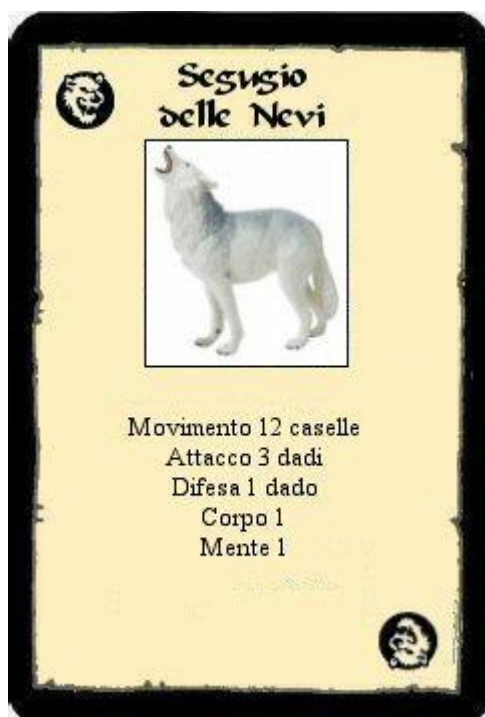 Segugio
delle Nevi
Movimento 12 caselle
Attacco 3 dadi
Difesa 1 dado
Corpo 1
Mente 1